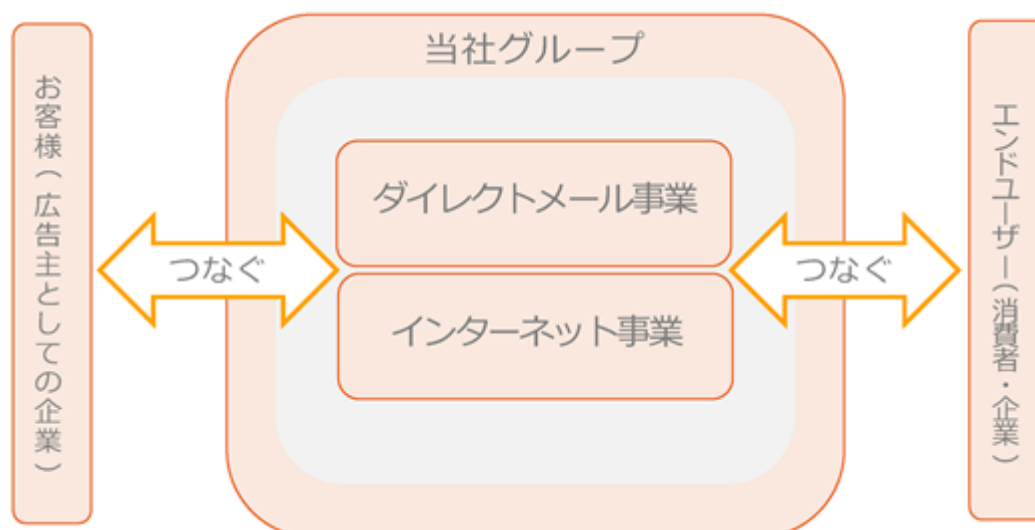 当社グループ
お客様（広告主としての企業）
つなぐ
ダイレクトメール事業
インターネット事業
つなぐ
エンドユーザー（消費者・企業）